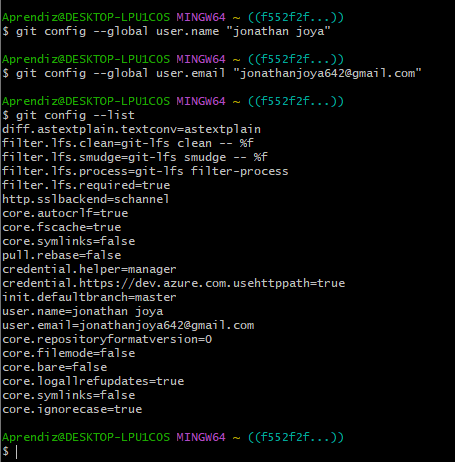 Aprendiz@DESKTOP-LPU1COS MINGW64 ~ ((f552f2f...))
$ git config --global user.name "jonathan joya"
Aprendiz@DESKTOP-LPU1COS MINGW64 ~ ((f552f2f...))
$ git config --global user.email "jonathanjoya642@gmail.com"
Aprendiz@DESKTOP-LPU1COS MINGW64 ~ ((f552f2f...))
$ git config --list
diff.astextplain.textconv=astextplain
filter.lfs.clean=git-lfs clean -- %f
filter.lfs.smudge=git-lfs smudge -- %f
filter.lfs.process=git-lfs filter-process
filter.lfs.required=true
http.sslbackend=schannel
core.autocrlf=true
core.fscache=true
core.symlinks=false
pull.rebase=false
credential.helper=manager
credential.https://dev.azure.com.usehttppath=true
init.defaultbranch=master
user.name=jonathan joya
user.email=jonathanjoya642@gmail.com
core.repositoryformatversion=0
core.filemode=false
core.bare=false
core.logallrefupdates=true
core.symlinks=false
core.ignorecase=true
Aprendiz@DESKTOP-LPU1COS MINGW64 ~ ((f552f2f...))
$